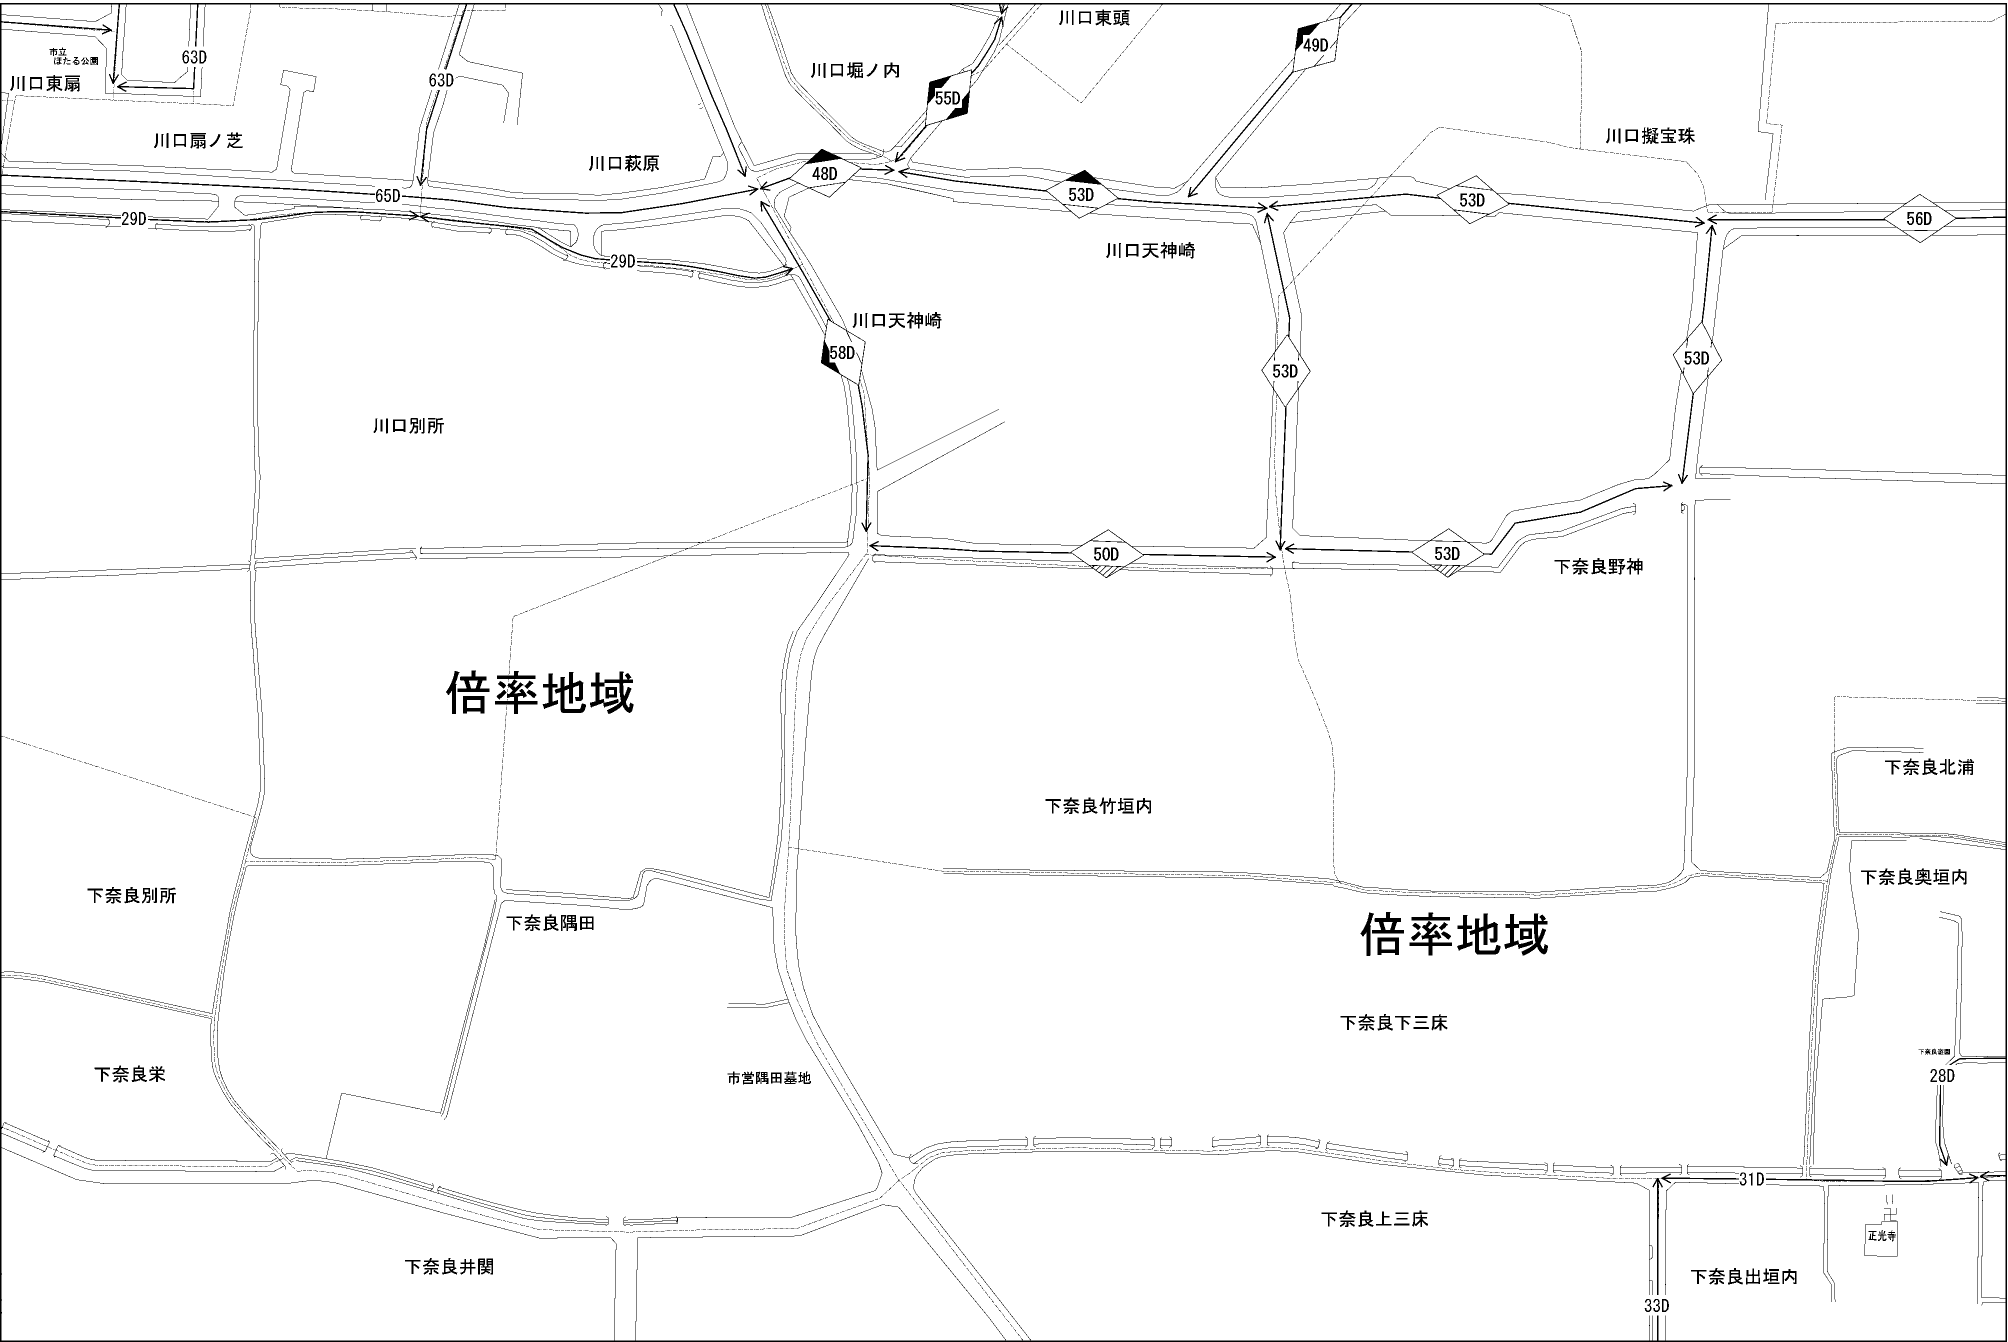 川口東頭
49D
63D
市立
ほたる公園
川口東扇
63D
川口堀ノ内
55D
川口扇ノ芝
川口萩原
川口擬宝珠
48D
65D
53D
53D
29D
56D
川口天神崎
29D
川口天神崎
58D
53D
53D
川口別所
50D
53D
下奈良野神
倍率地域
下奈良北浦
下奈良竹垣内
下奈良奥垣内
下奈良別所
下奈良隅田
倍率地域
下奈良下三床
下奈良栄
市営隅田墓地
28D
31D
下奈良上三床
正光寺
下奈良井関
下奈良出垣内
33D